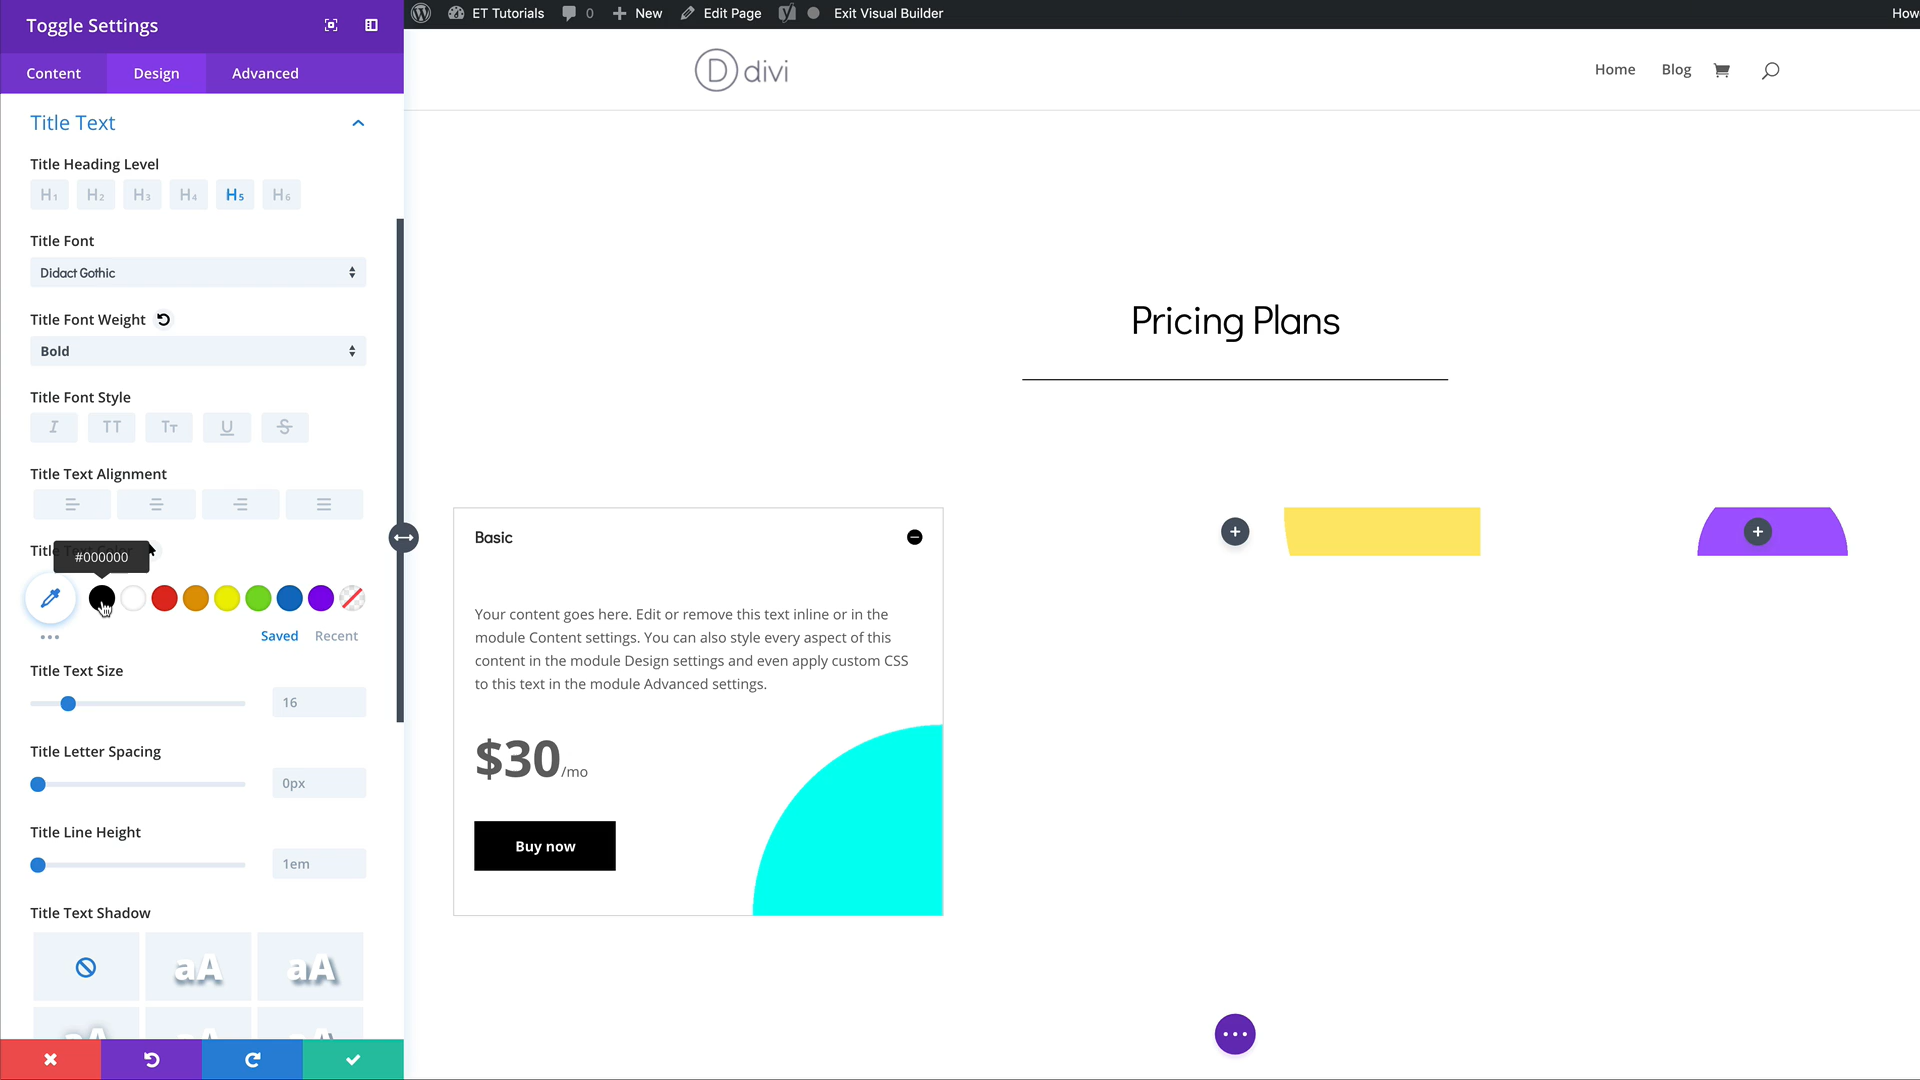 Toggle Settings
ET Tutorials
0
New
Edit Page
Exit Visual Builder
How
Content
Design
Advanced
divi
Home
Blog
Title Text
Title Heading Level
H1
H2
H3
H4
H5
H6
Title Font
Didact Gothic
Title Font Weight
Bold
Title Font Style
I
TT
Tт
U
S
Title Text Alignment
#000000
Saved
Recent
Title Text Size
16
Title Letter Spacing
0px
Title Line Height
1em
Title Text Shadow
aA
aA
Pricing Plans
Basic
Your content goes here. Edit or remove this text inline or in the
module Content settings. You can also style every aspect of this
content in the module Design settings and even apply custom CSS
to this text in the module Advanced settings.
$30/mo
Buy now